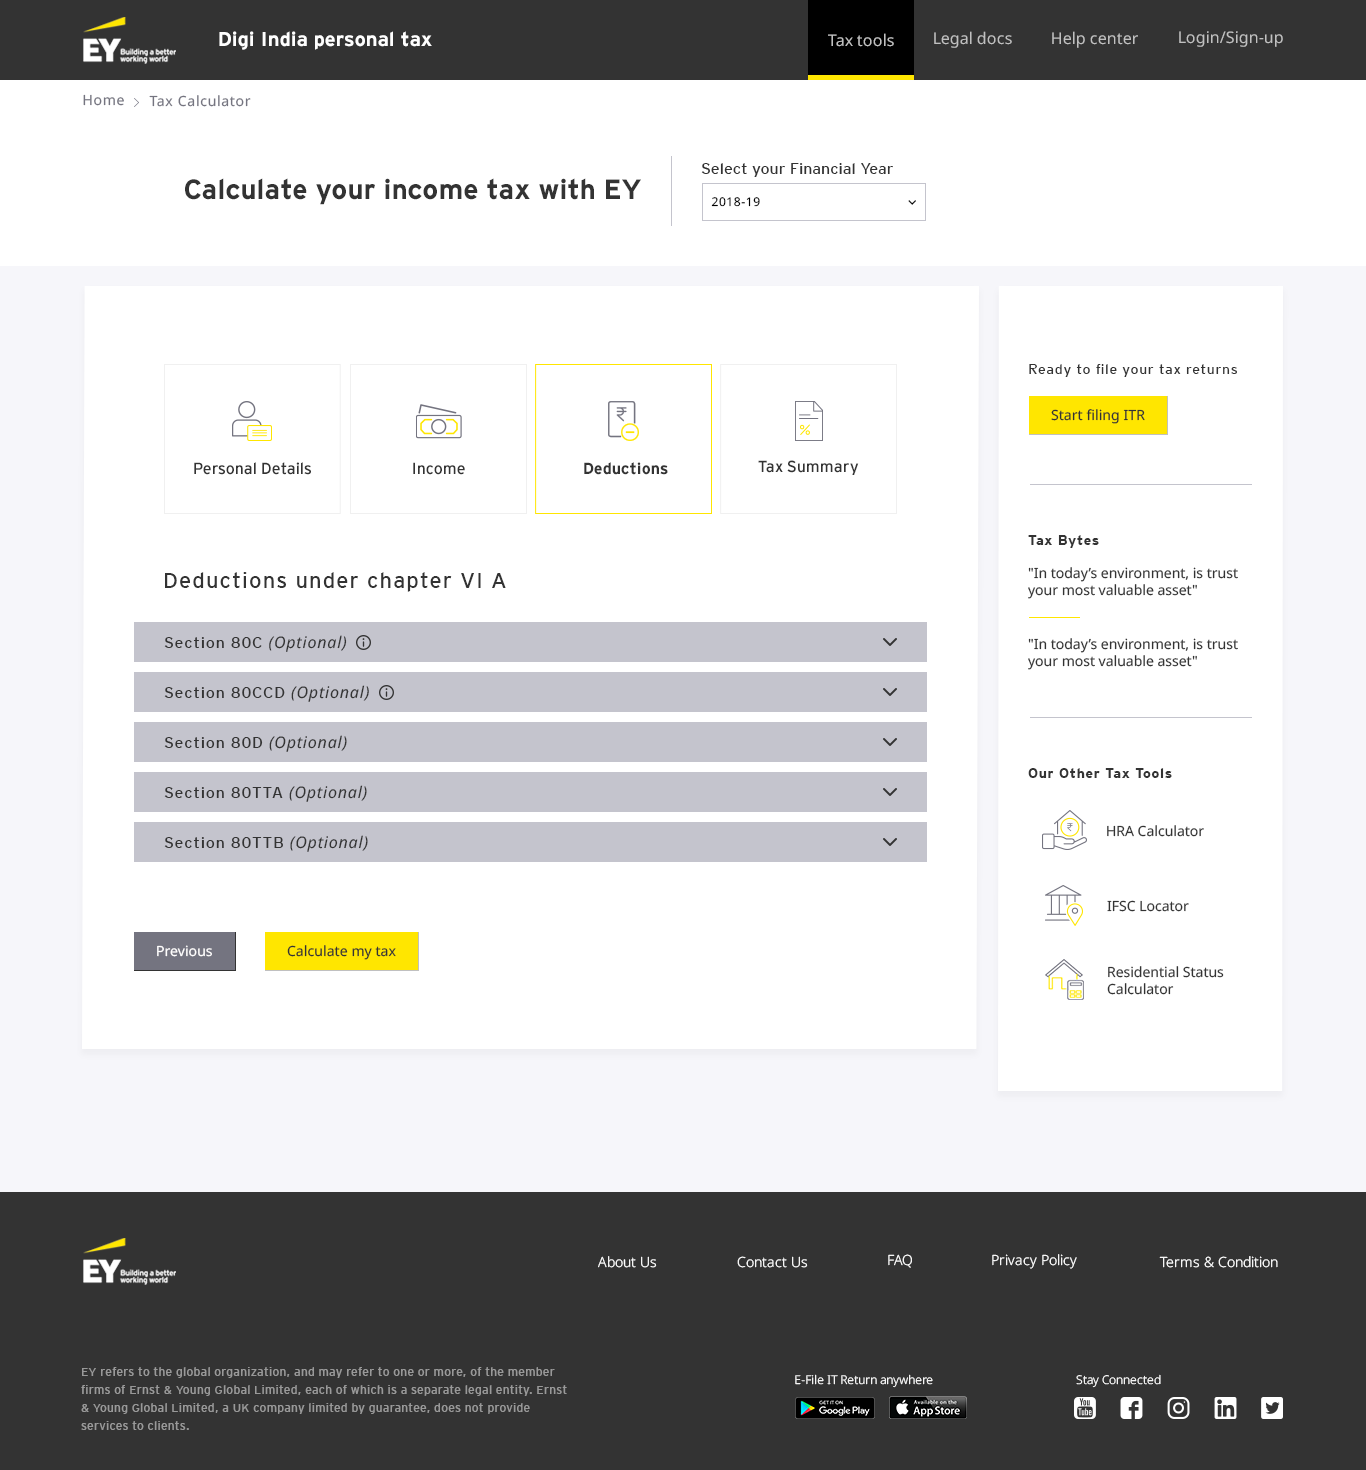 EY Building a better
working world
Digi India personal tax
Tax tools
Legal docs
Help center
Login/Sign-up
Home
Tax Calculator
Calculate your income tax with EY
Select your Financial Year
2018-19
Personal Details
Income
₹
Deductions
%
Tax Summary
Deductions under chapter VI A
Section 80C (Optional)
Section 80CCD (Optional)
Section 80D (Optional)
Section 80TTA (Optional)
Section 80TTB (Optional)
Previous
Calculate my tax
Ready to file your tax returns
Start filing ITR
Tax Bytes
"In today’s environment, is trust
your most valuable asset"
"In today’s environment, is trust
your most valuable asset"
Our Other Tax Tools
₹
HRA Calculator
IFSC Locator
Residential Status
Calculator
EY Building a better
working world
About Us
Contact Us
FAQ
Privacy Policy
Terms & Condition
EY refers to the global organization, and may refer to one or more, of the member
firms of Ernst & Young Global Limited, each of which is a separate legal entity. Ernst
& Young Global Limited, a UK company limited by guarantee, does not provide
services to clients.
E-File IT Return anywhere
GET IT ON
Google Play
Available on the
App Store
Stay Connected
You
Tube
in